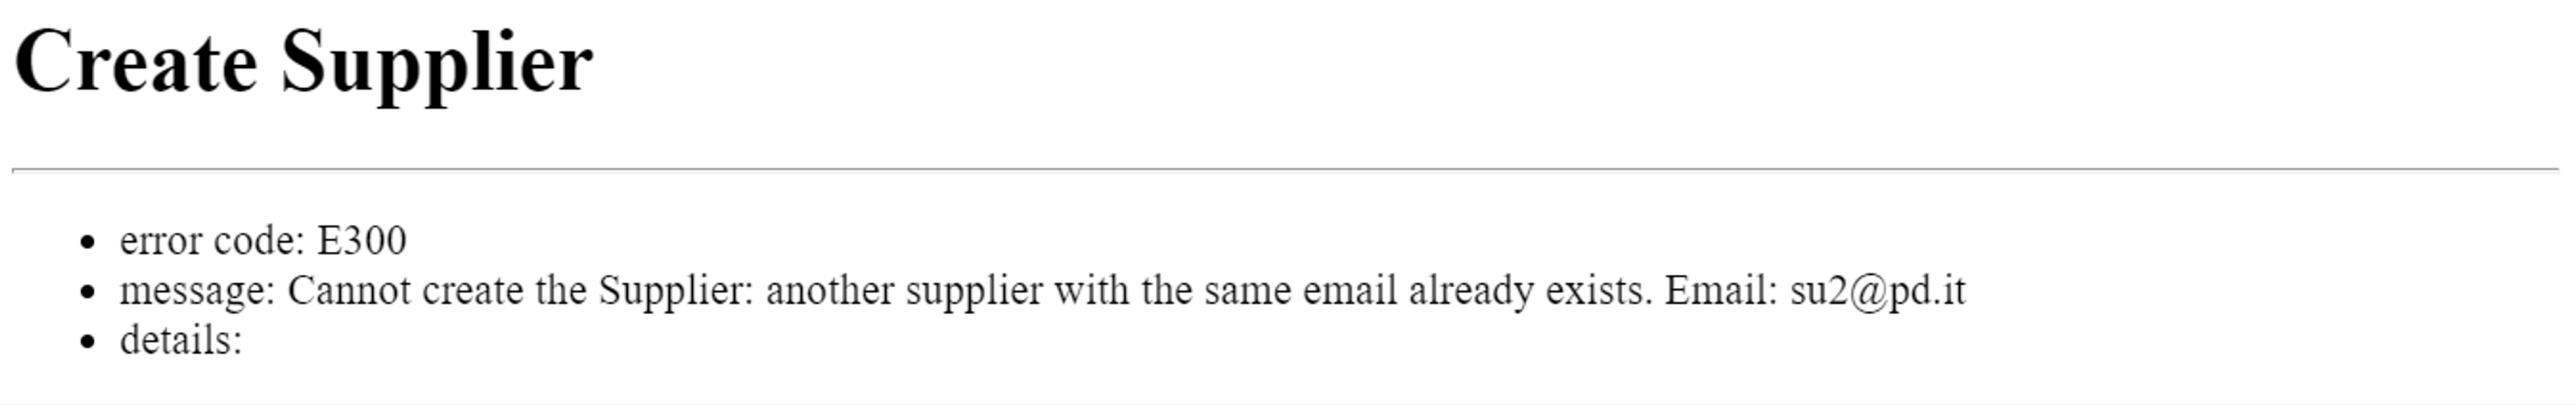 Create Supplier
error code: E300
message: Cannot create the Supplier: another supplier with the same email already exists. Email: su2@pd.it
details: